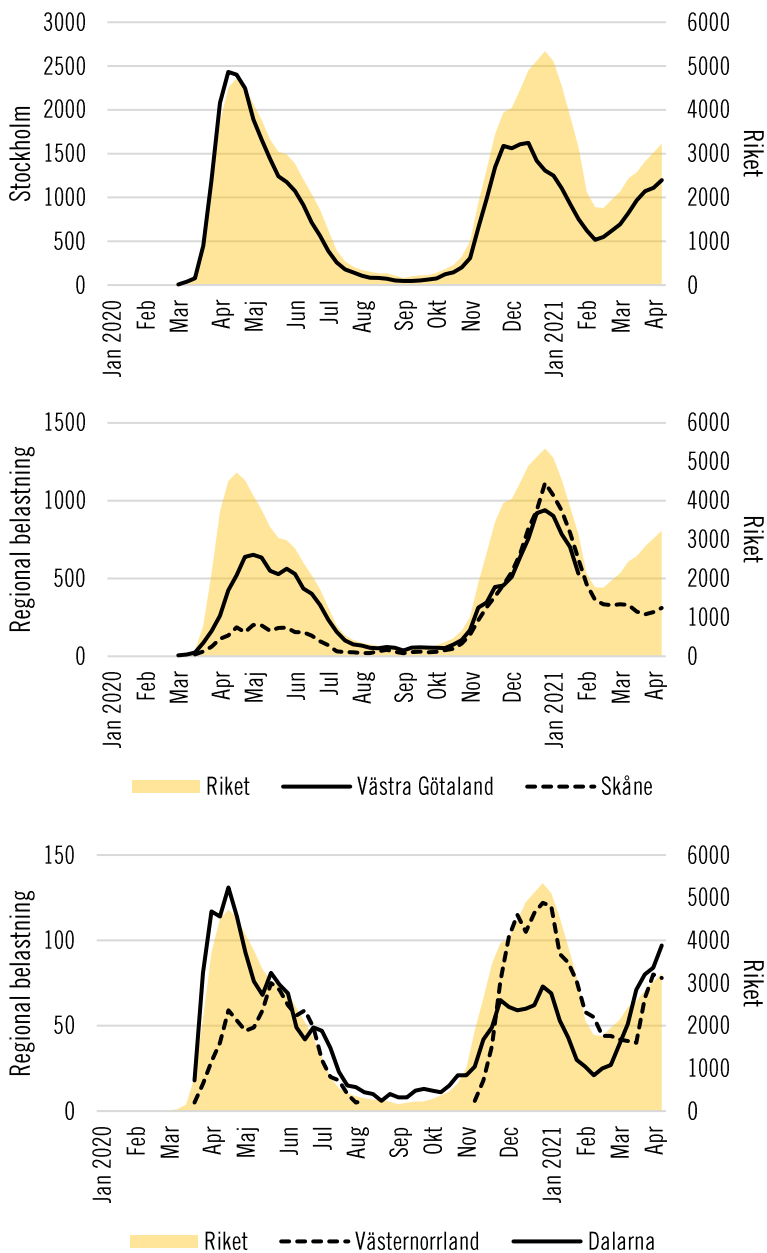 3000
2500
2000
1500
1000
500
0
Stockholm
6000
5000
4000
3000
2000
1000
0
Riket
Jan 2020
Feb
Mar
Apr
Maj
Jun
Jul
Aug
Sep
Okt
Nov
Dec
Jan 2021
Feb
Mar
Apr
1500
1000
500
0
Regional belastning
6000
5000
4000
3000
2000
1000
0
Riket
Jan 2020
Feb
Mar
Apr
Maj
Jun
Jul
Aug
Sep
Okt
Nov
Dec
Jan 2021
Feb
Mar
Apr
Riket Västra Götaland Skåne
150
100
50
0
Regional belastning
6000
5000
4000
3000
2000
1000
0
Riket
Jan 2020
Feb
Mar
Apr
Maj
Jun
Jul
Aug
Sep
Okt
Nov
Dec
Jan 2021
Feb
Mar
Apr
Riket Västernorrland Dalarna